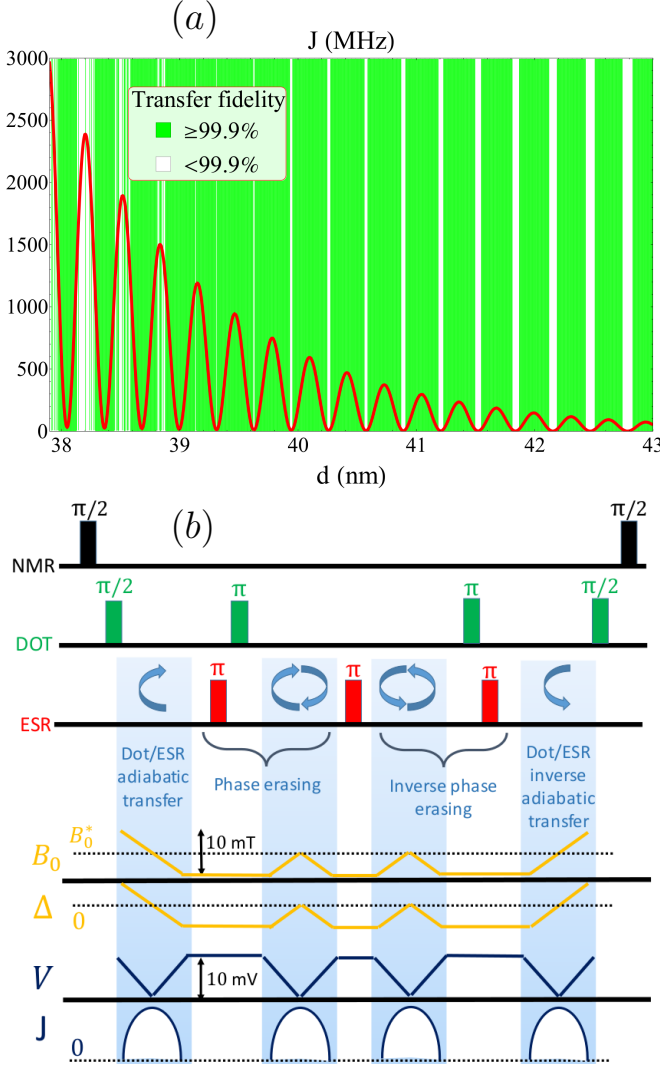 (a)
J (MHz)
3000
2500
2000
1500
1000
500
0
Transfer fidelity
≥99.9%
<99.9%
38 39 40 41 42 43
d (nm)
(b)
π/2 π/2
NMR
π/2 π π π/2
DOT
π π π
ESR
Dot/ESR
adiabatic
transfer
Phase erasing
Inverse phase
erasing
Dot/ESR
inverse
adiabatic
transfer
B₀*
B₀
10 mT
Δ
0
V
10 mV
J
0